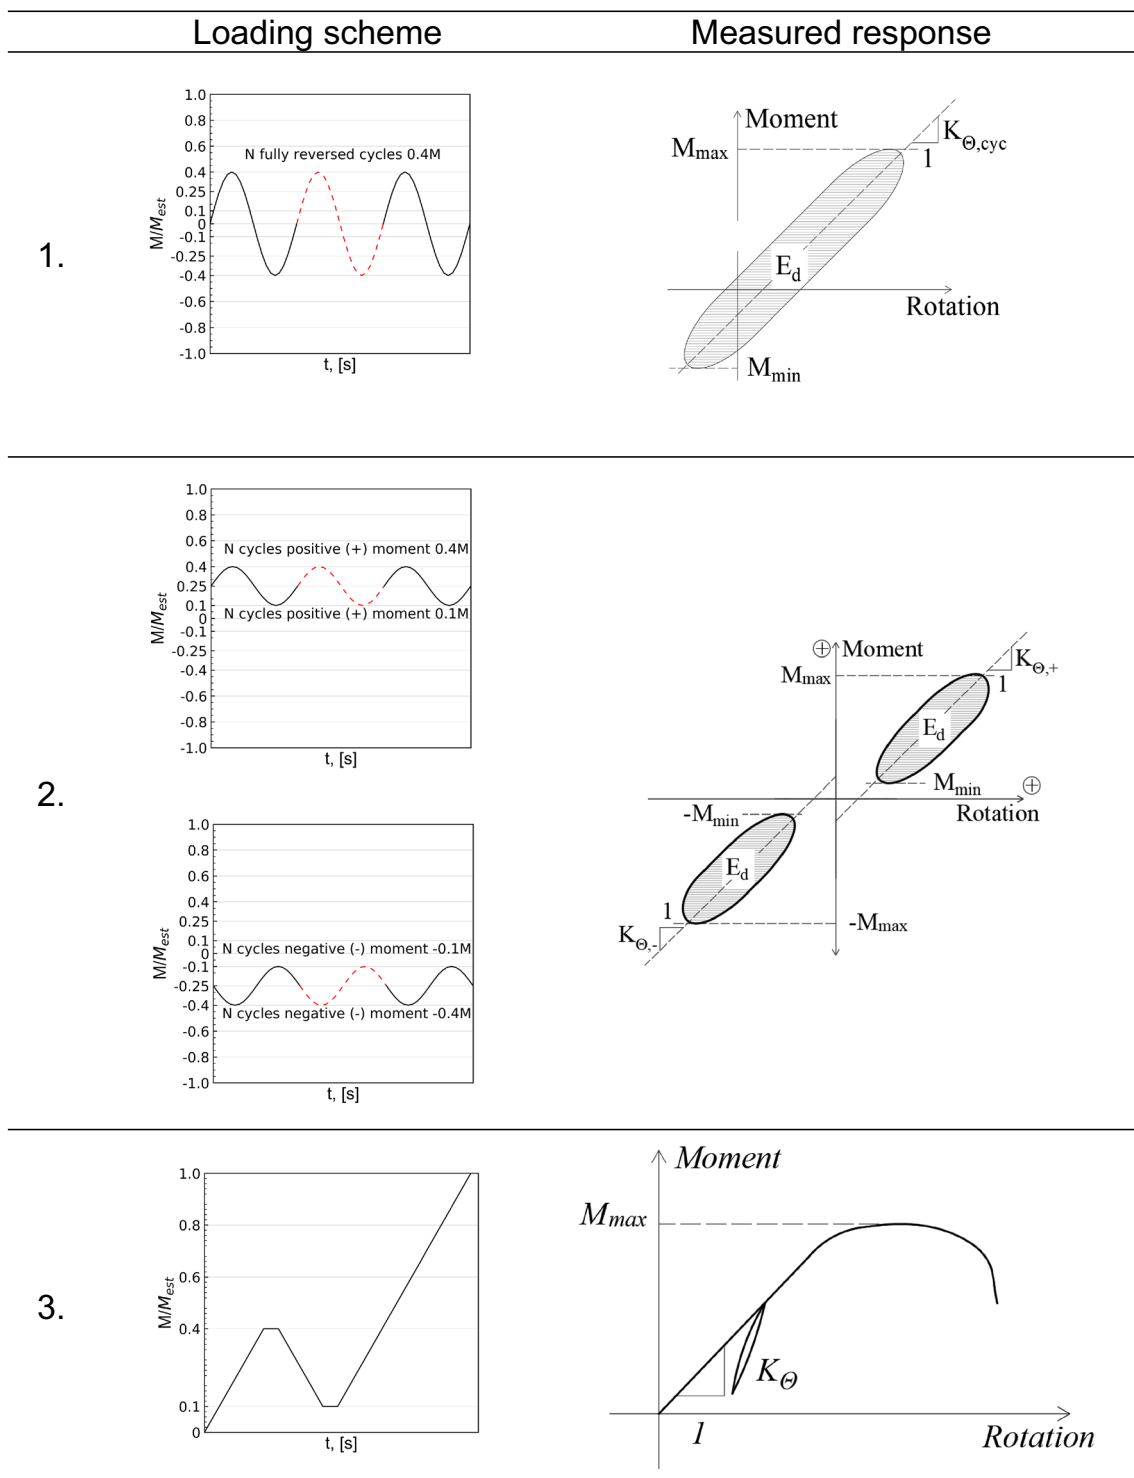 Loading scheme Measured response
1.
1.0
0.8
0.6
0.4
0.25
0.1
0
-0.1
-0.25
-0.4
-0.6
-0.8
-1.0
M/Mest
N fully reversed cycles 0.4M
t, [s]
Moment
Mmax
KΘ,cyc
1
Ed
Rotation
Mmin
2.
1.0
0.8
0.6
0.4
0.25
0.1
0
-0.1
-0.25
-0.4
-0.6
-0.8
-1.0
M/Mest
N cycles positive (+) moment 0.4M
N cycles positive (+) moment 0.1M
t, [s]
1.0
0.8
0.6
0.4
0.25
0.1
0
-0.1
-0.25
-0.4
-0.6
-0.8
-1.0
M/Mest
N cycles negative (-) moment -0.1M
N cycles negative (-) moment -0.4M
t, [s]
⊕ Moment
Mmax
KΘ,+
1
Ed
Mmin ⊕
Rotation
-Mmin
Ed
1
KΘ,-
-Mmax
3.
1.0
0.8
0.6
0.4
0.1
0
M/Mest
t, [s]
Moment
Mmax
KΘ
1
Rotation